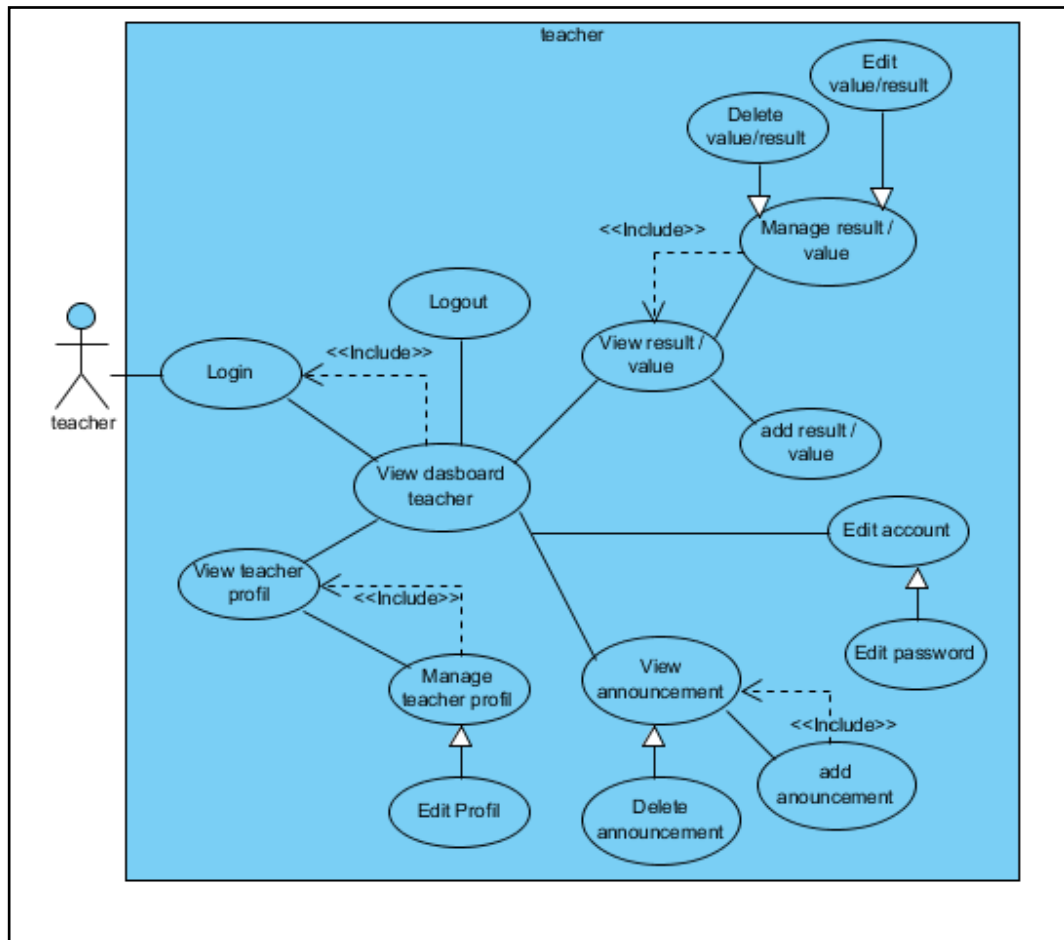 teacher
Edit
value/result
Delete
value/result
<<Include>>
Manage result /
value
Logout
<<Include>>
View result /
value
Login
teacher
add result /
value
View dasboard
teacher
Edit account
View teacher
profil
<<Include>>
Edit password
View
announcement
Manage
teacher profil
<<Include>>
add
anouncement
Edit Profil
Delete
announcement